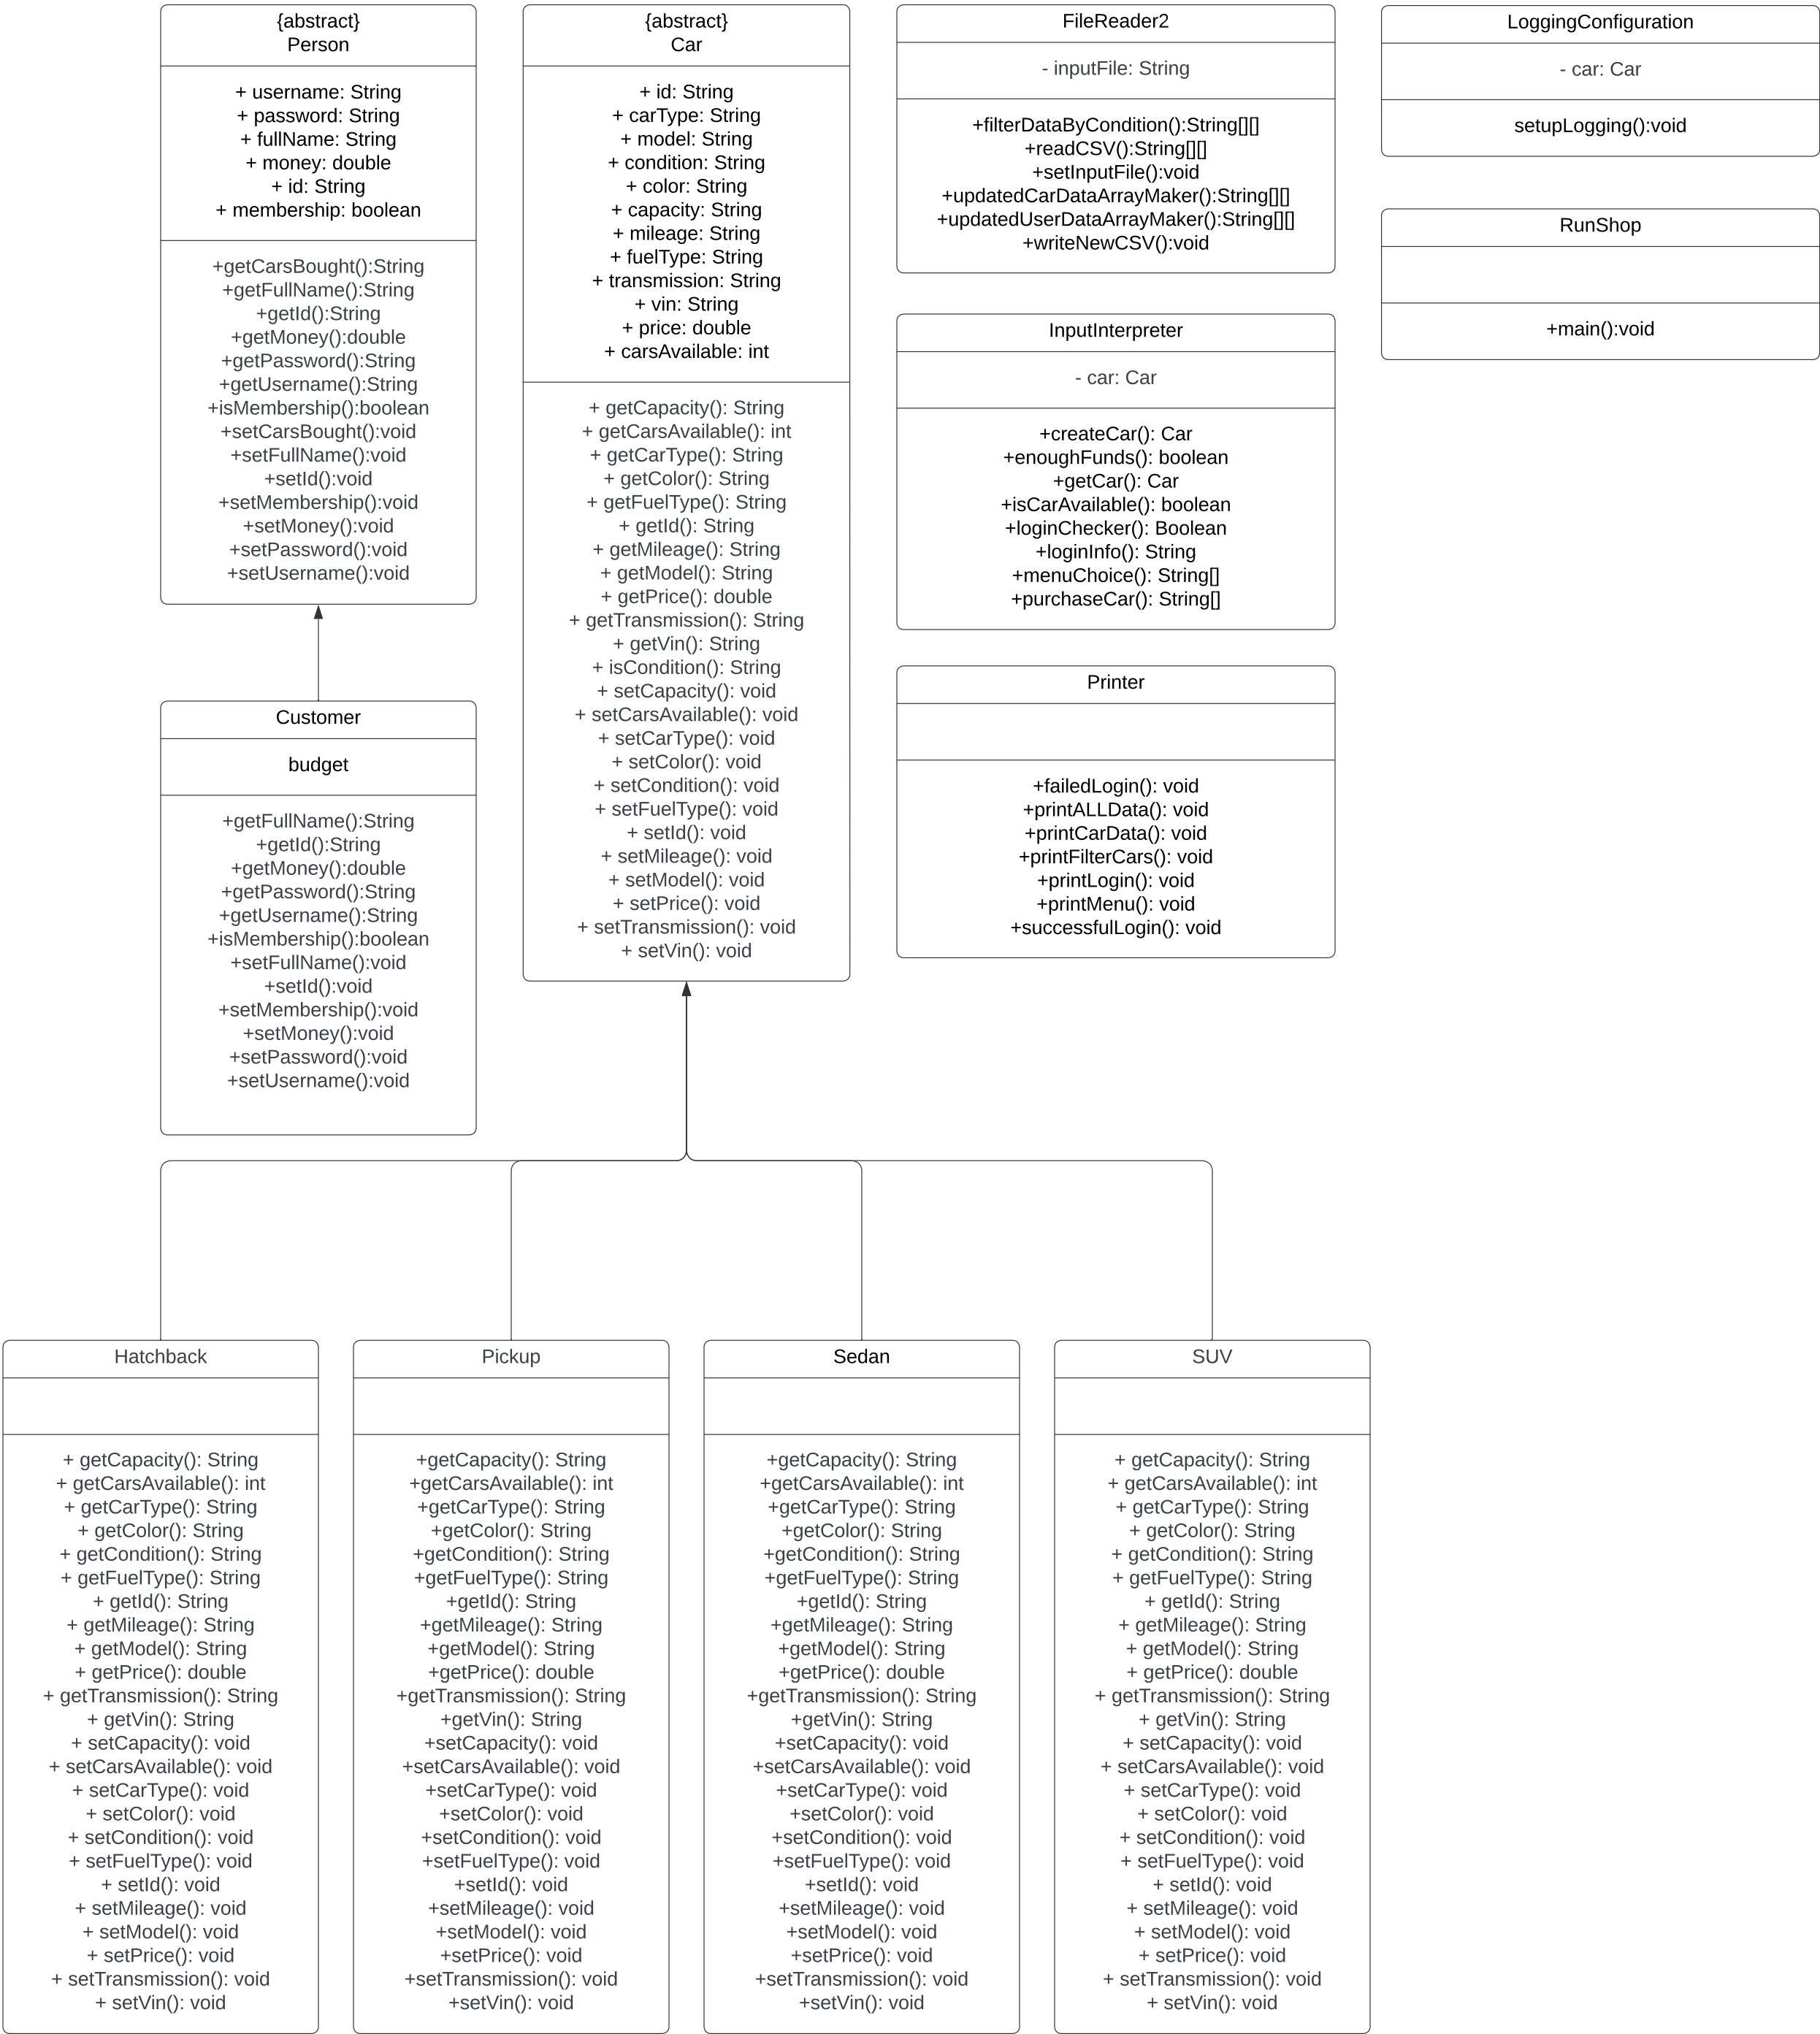 {abstract}
Person
+ username: String
+ password: String
+ fullName: String
+ money: double
+ id: String
+ membership: boolean
+getCarsBought():String
+getFullName():String
+getId():String
+getMoney():double
+getPassword():String
+getUsername():String
+isMembership():boolean
+setCarsBought():void
+setFullName():void
+setId():void
+setMembership():void
+setMoney():void
+setPassword():void
+setUsername():void
Customer
budget
+getFullName():String
+getId():String
+getMoney():double
+getPassword():String
+getUsername():String
+isMembership():boolean
+setFullName():void
+setId():void
+setMembership():void
+setMoney():void
+setPassword():void
+setUsername():void
{abstract}
Car
+ id: String
+ carType: String
+ model: String
+ condition: String
+ color: String
+ capacity: String
+ mileage: String
+ fuelType: String
+ transmission: String
+ vin: String
+ price: double
+ carsAvailable: int
+ getCapacity(): String
+ getCarsAvailable(): int
+ getCarType(): String
+ getColor(): String
+ getFuelType(): String
+ getId(): String
+ getMileage(): String
+ getModel(): String
+ getPrice(): double
+ getTransmission(): String
+ getVin(): String
+ isCondition(): String
+ setCapacity(): void
+ setCarsAvailable(): void
+ setCarType(): void
+ setColor(): void
+ setCondition(): void
+ setFuelType(): void
+ setId(): void
+ setMileage(): void
+ setModel(): void
+ setPrice(): void
+ setTransmission(): void
+ setVin(): void
FileReader2
- inputFile: String
+filterDataByCondition():String[][]
+readCSV():String[][]
+setInputFile():void
+updatedCarDataArrayMaker():String[][]
+updatedUserDataArrayMaker():String[][]
+writeNewCSV():void
InputInterpreter
- car: Car
+createCar(): Car
+enoughFunds(): boolean
+getCar(): Car
+isCarAvailable(): boolean
+loginChecker(): Boolean
+loginInfo(): String
+menuChoice(): String[]
+purchaseCar(): String[]
Printer
+failedLogin(): void
+printALLData(): void
+printCarData(): void
+printFilterCars(): void
+printLogin(): void
+printMenu(): void
+successfulLogin(): void
LoggingConfiguration
- car: Car
setupLogging():void
RunShop
+main():void
Hatchback
+ getCapacity(): String
+ getCarsAvailable(): int
+ getCarType(): String
+ getColor(): String
+ getCondition(): String
+ getFuelType(): String
+ getId(): String
+ getMileage(): String
+ getModel(): String
+ getPrice(): double
+ getTransmission(): String
+ getVin(): String
+ setCapacity(): void
+ setCarsAvailable(): void
+ setCarType(): void
+ setColor(): void
+ setCondition(): void
+ setFuelType(): void
+ setId(): void
+ setMileage(): void
+ setModel(): void
+ setPrice(): void
+ setTransmission(): void
+ setVin(): void
Pickup
+getCapacity(): String
+getCarsAvailable(): int
+getCarType(): String
+getColor(): String
+getCondition(): String
+getFuelType(): String
+getId(): String
+getMileage(): String
+getModel(): String
+getPrice(): double
+getTransmission(): String
+getVin(): String
+setCapacity(): void
+setCarsAvailable(): void
+setCarType(): void
+setColor(): void
+setCondition(): void
+setFuelType(): void
+setId(): void
+setMileage(): void
+setModel(): void
+setPrice(): void
+setTransmission(): void
+setVin(): void
Sedan
+getCapacity(): String
+getCarsAvailable(): int
+getCarType(): String
+getColor(): String
+getCondition(): String
+getFuelType(): String
+getId(): String
+getMileage(): String
+getModel(): String
+getPrice(): double
+getTransmission(): String
+getVin(): String
+setCapacity(): void
+setCarsAvailable(): void
+setCarType(): void
+setColor(): void
+setCondition(): void
+setFuelType(): void
+setId(): void
+setMileage(): void
+setModel(): void
+setPrice(): void
+setTransmission(): void
+setVin(): void
SUV
+ getCapacity(): String
+ getCarsAvailable(): int
+ getCarType(): String
+ getColor(): String
+ getCondition(): String
+ getFuelType(): String
+ getId(): String
+ getMileage(): String
+ getModel(): String
+ getPrice(): double
+ getTransmission(): String
+ getVin(): String
+ setCapacity(): void
+ setCarsAvailable(): void
+ setCarType(): void
+ setColor(): void
+ setCondition(): void
+ setFuelType(): void
+ setId(): void
+ setMileage(): void
+ setModel(): void
+ setPrice(): void
+ setTransmission(): void
+ setVin(): void